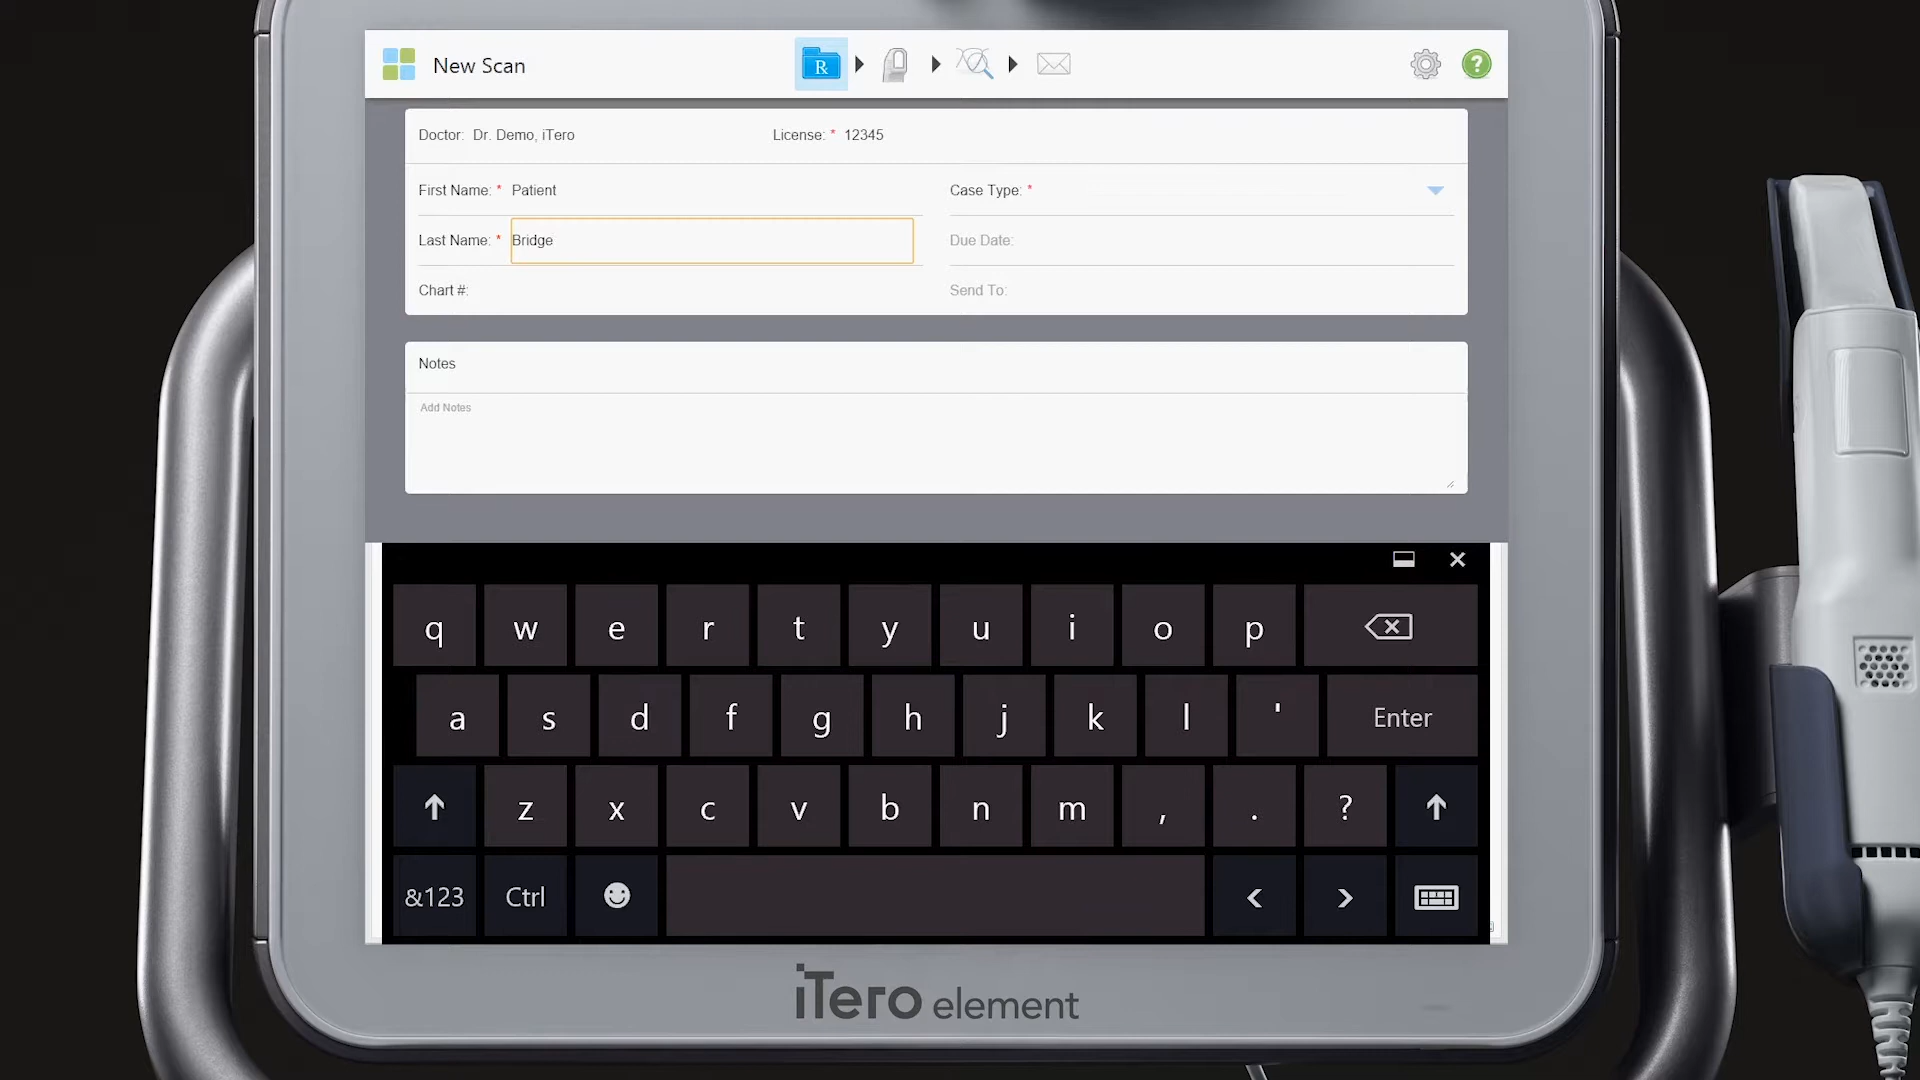 New Scan
R
?
Doctor: Dr. Demo, iTero License: * 12345
First Name: * Patient Case Type: *
Last Name: * Bridge Due Date:
Chart #: Send To:
Notes
Add Notes
q w e r t y u i o p
a s d f g h j k l ' Enter
z x c v b n m , . ?
&123 Ctrl < >
iTero element